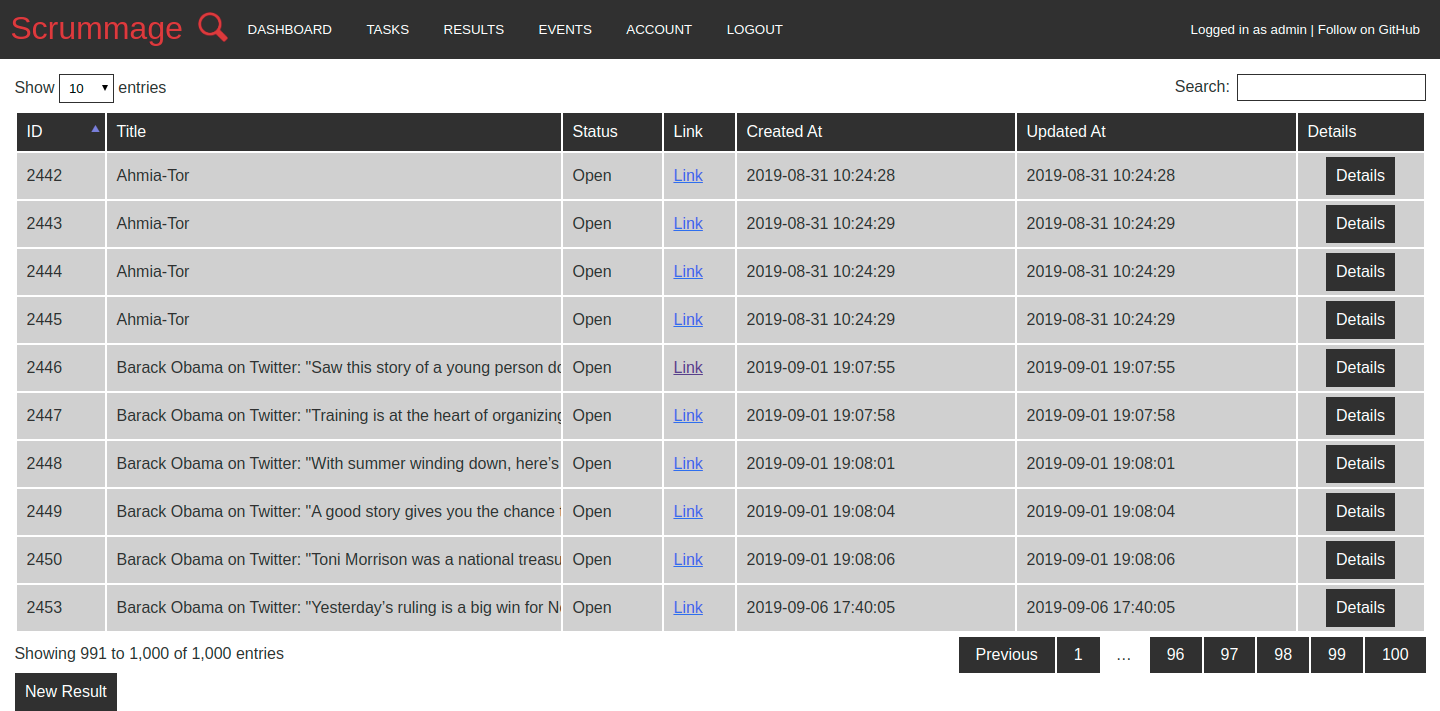 Scrummage DASHBOARD TASKS RESULTS EVENTS ACCOUNT LOGOUT Logged in as admin | Follow on GitHub
Show 10 entries Search:
ID Title Status Link Created At Updated At Details
2442 Ahmia-Tor Open Link 2019-08-31 10:24:28 2019-08-31 10:24:28 Details
2443 Ahmia-Tor Open Link 2019-08-31 10:24:29 2019-08-31 10:24:29 Details
2444 Ahmia-Tor Open Link 2019-08-31 10:24:29 2019-08-31 10:24:29 Details
2445 Ahmia-Tor Open Link 2019-08-31 10:24:29 2019-08-31 10:24:29 Details
2446 Barack Obama on Twitter: "Saw this story of a young person do Open Link 2019-09-01 19:07:55 2019-09-01 19:07:55 Details
2447 Barack Obama on Twitter: "Training is at the heart of organizing Open Link 2019-09-01 19:07:58 2019-09-01 19:07:58 Details
2448 Barack Obama on Twitter: "With summer winding down, here’s Open Link 2019-09-01 19:08:01 2019-09-01 19:08:01 Details
2449 Barack Obama on Twitter: "A good story gives you the chance Open Link 2019-09-01 19:08:04 2019-09-01 19:08:04 Details
2450 Barack Obama on Twitter: "Toni Morrison was a national treasu Open Link 2019-09-01 19:08:06 2019-09-01 19:08:06 Details
2453 Barack Obama on Twitter: "Yesterday’s ruling is a big win for Open Link 2019-09-06 17:40:05 2019-09-06 17:40:05 Details
Showing 991 to 1,000 of 1,000 entries Previous 1 … 96 97 98 99 100
New Result